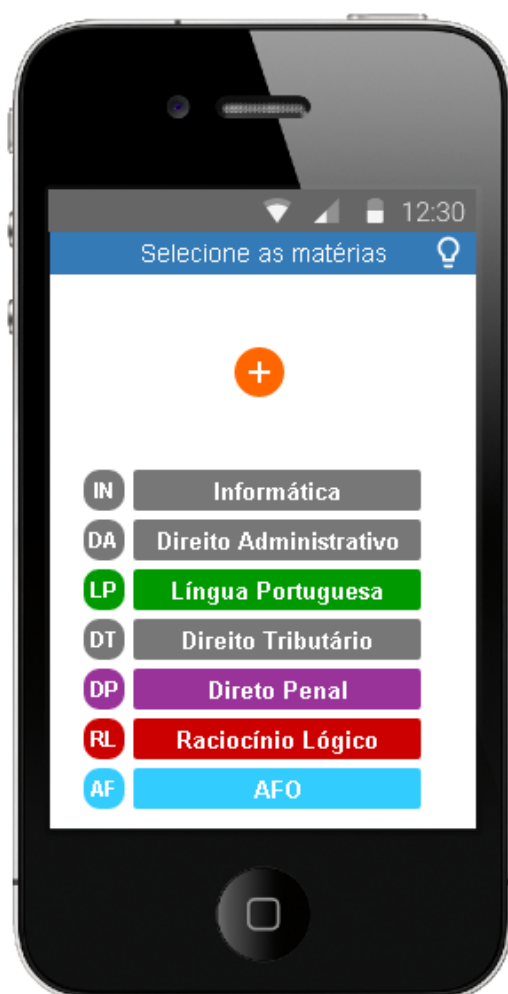 12:30
Selecione as matérias
+
IN Informática
DA Direito Administrativo
LP Língua Portuguesa
DT Direito Tributário
DP Direto Penal
RL Raciocínio Lógico
AF AFO